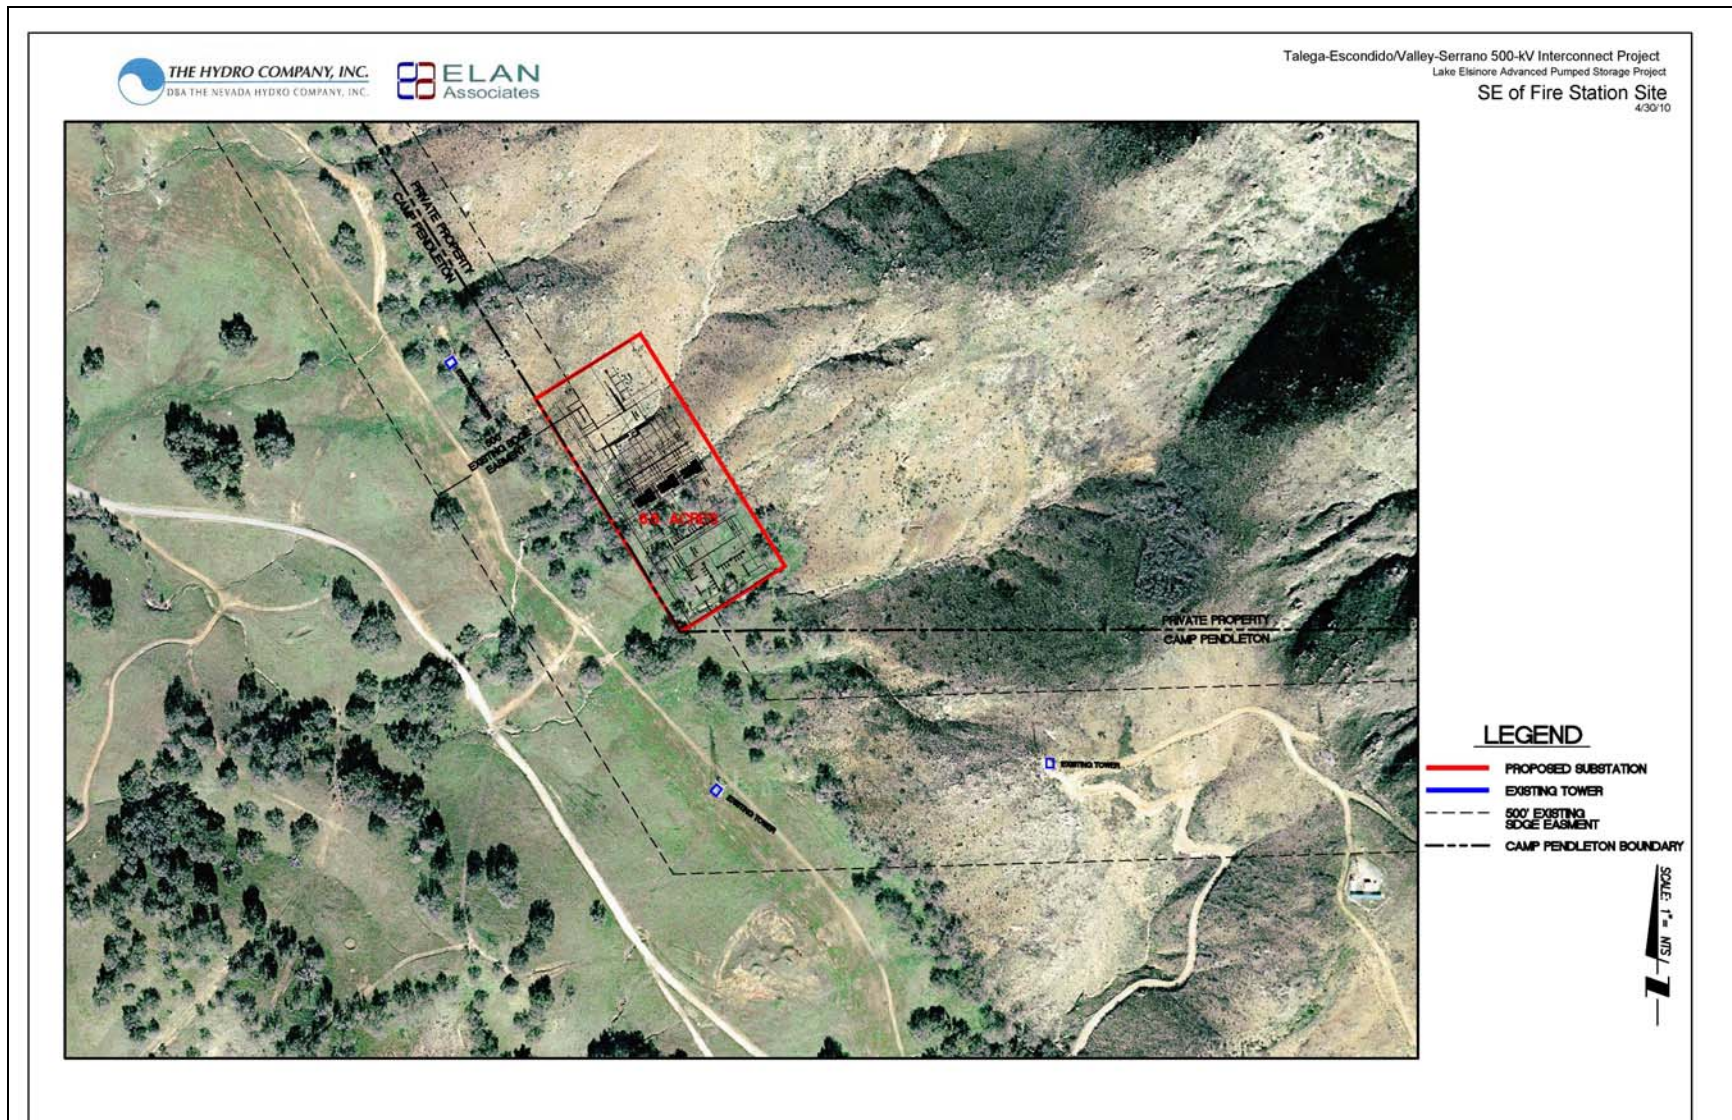 THE HYDRO COMPANY, INC.
DBA THE NEVADA HYDRO COMPANY, INC.
ELAN
Associates
Talega-Escondido/Valley-Serrano 500-kV Interconnect Project
Lake Elsinore Advanced Pumped Storage Project
SE of Fire Station Site
4/30/10
PRIVATE PROPERTY
CAMP PENDLETON
500'
EXISTING SDGE
EASMENT
ACRES
PRIVATE PROPERTY
CAMP PENDLETON
EXISTING TOWER
EXISTING TOWER
LEGEND
PROPOSED SUBSTATION
EXISTING TOWER
500' EXISTING
SDGE EASMENT
CAMP PENDLETON BOUNDARY
SCALE: 1"= NTS